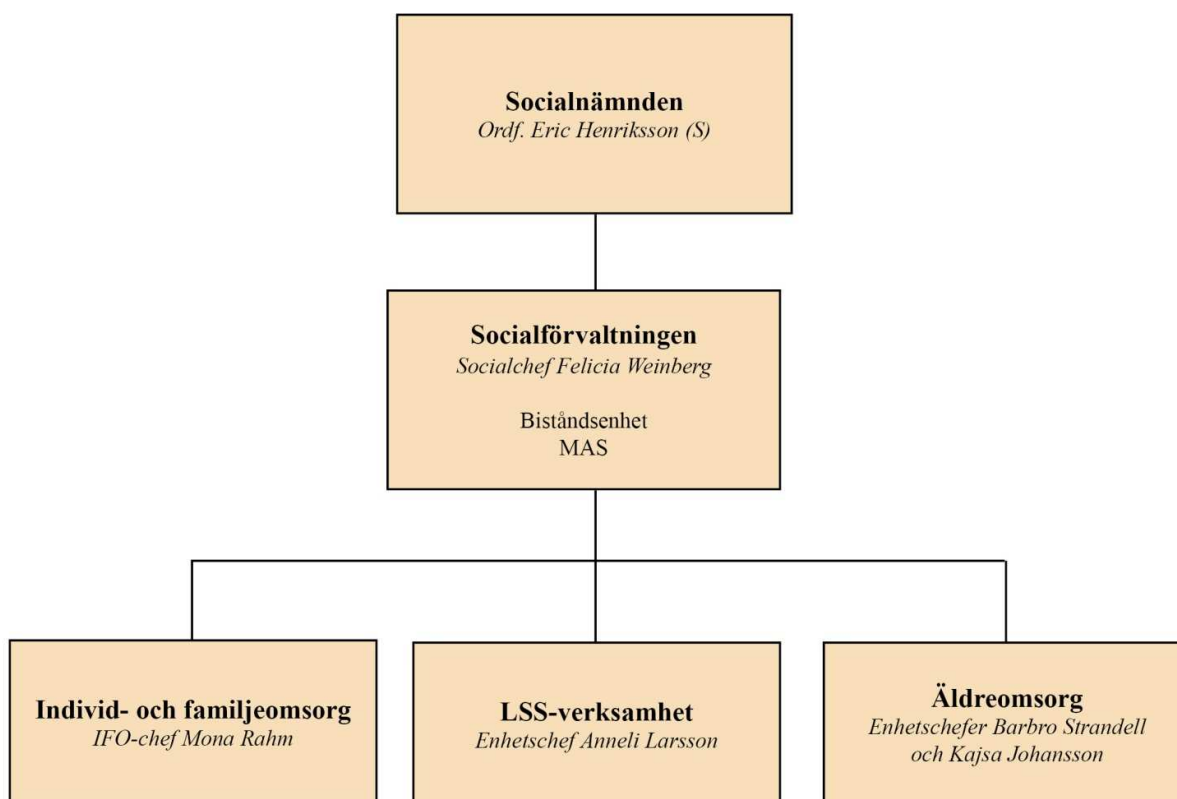 Socialnämnden
Ordf. Eric Henriksson (S)
Socialförvaltningen
Socialchef Felicia Weinberg
Biståndsenhet
MAS
Individ- och familjeomsorg
IFO-chef Mona Rahm
LSS-verksamhet
Enhetschef Anneli Larsson
Äldreomsorg
Enhetschefer Barbro Strandell
och Kajsa Johansson